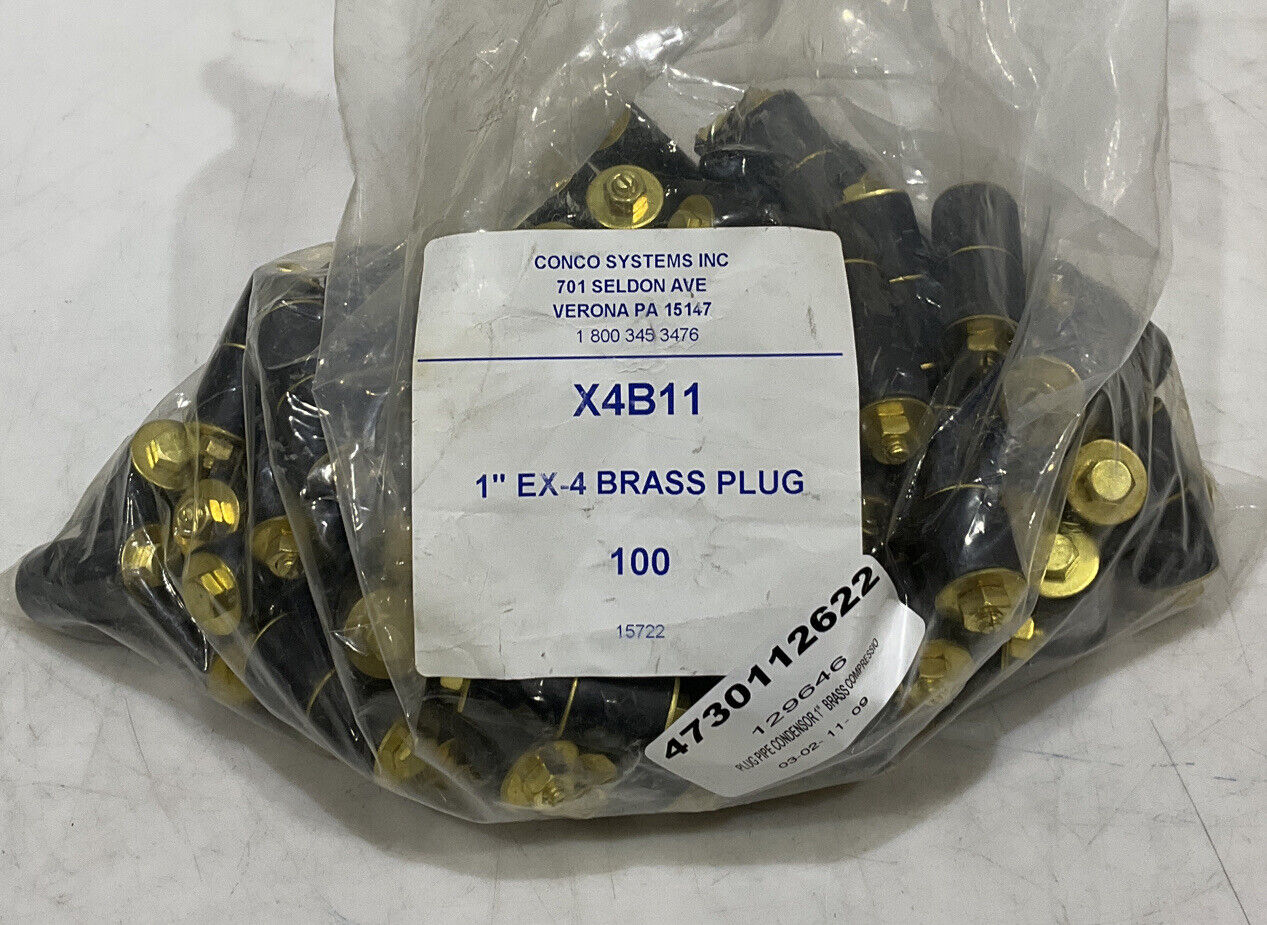 CONCO SYSTEMS INC
701 SELDON AVE
VERONA PA 15147
1 800 345 3476
X4B11
1" EX-4 BRASS PLUG
100
15722
4730112622
129646
PLUG PIPE CONDENSOR 1" BRASS COMPRESSIO
03-02- 11- 09